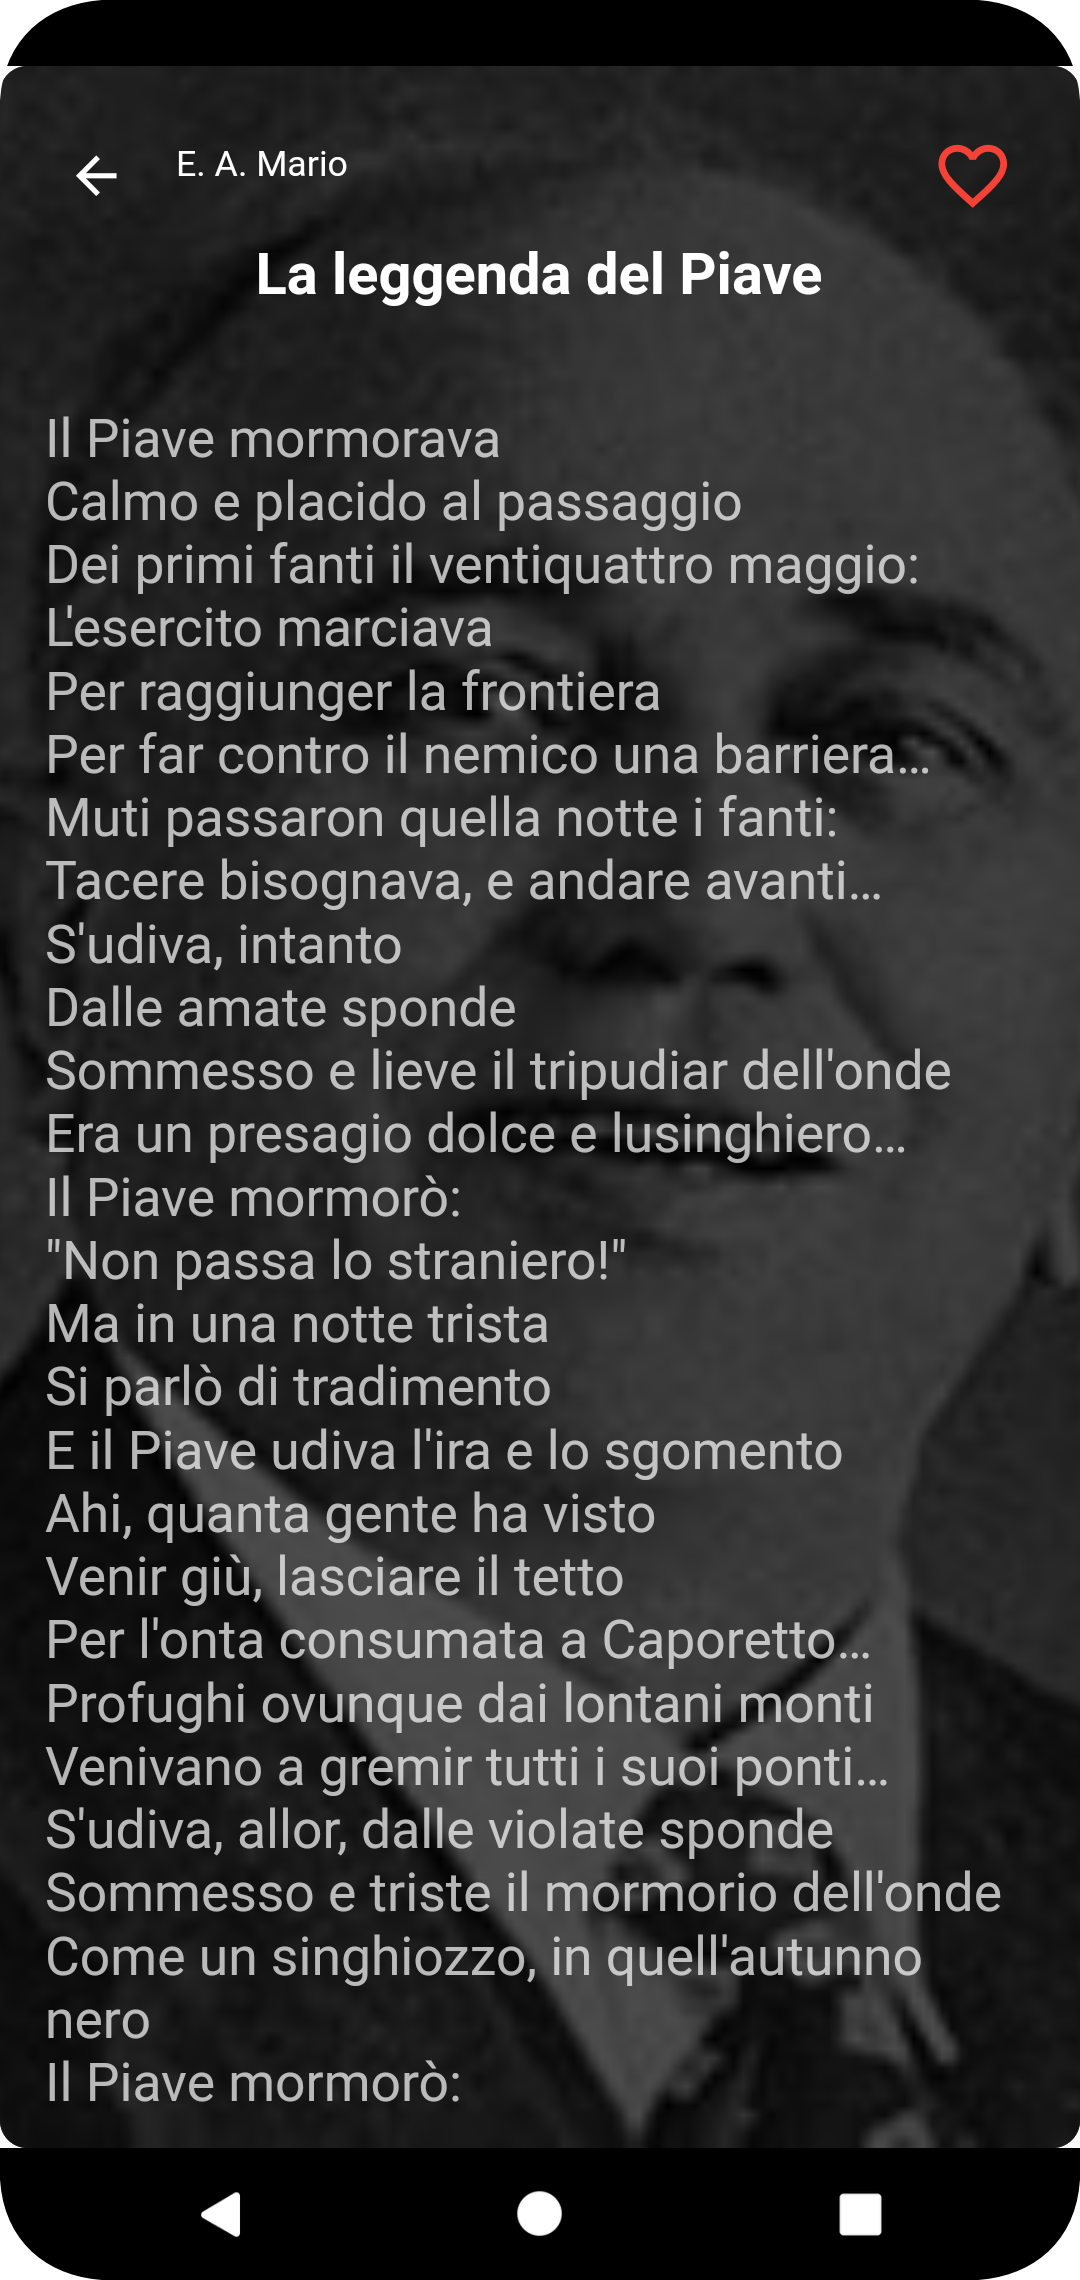 E. A. Mario
La leggenda del Piave
Il Piave mormorava
Calmo e placido al passaggio
Dei primi fanti il ventiquattro maggio:
L'esercito marciava
Per raggiunger la frontiera
Per far contro il nemico una barriera...
Muti passaron quella notte i fanti:
Tacere bisognava, e andare avanti...
S'udiva, intanto
Dalle amate sponde
Sommesso e lieve il tripudiar dell'onde
Era un presagio dolce e lusinghiero...
Il Piave mormorò:
"Non passa lo straniero!"
Ma in una notte trista
Si parlò di tradimento
E il Piave udiva l'ira e lo sgomento
Ahi, quanta gente ha visto
Venir giù, lasciare il tetto
Per l'onta consumata a Caporetto...
Profughi ovunque dai lontani monti
Venivano a gremir tutti i suoi ponti...
S'udiva, allor, dalle violate sponde
Sommesso e triste il mormorio dell'onde
Come un singhiozzo, in quell'autunno
nero
Il Piave mormorò: